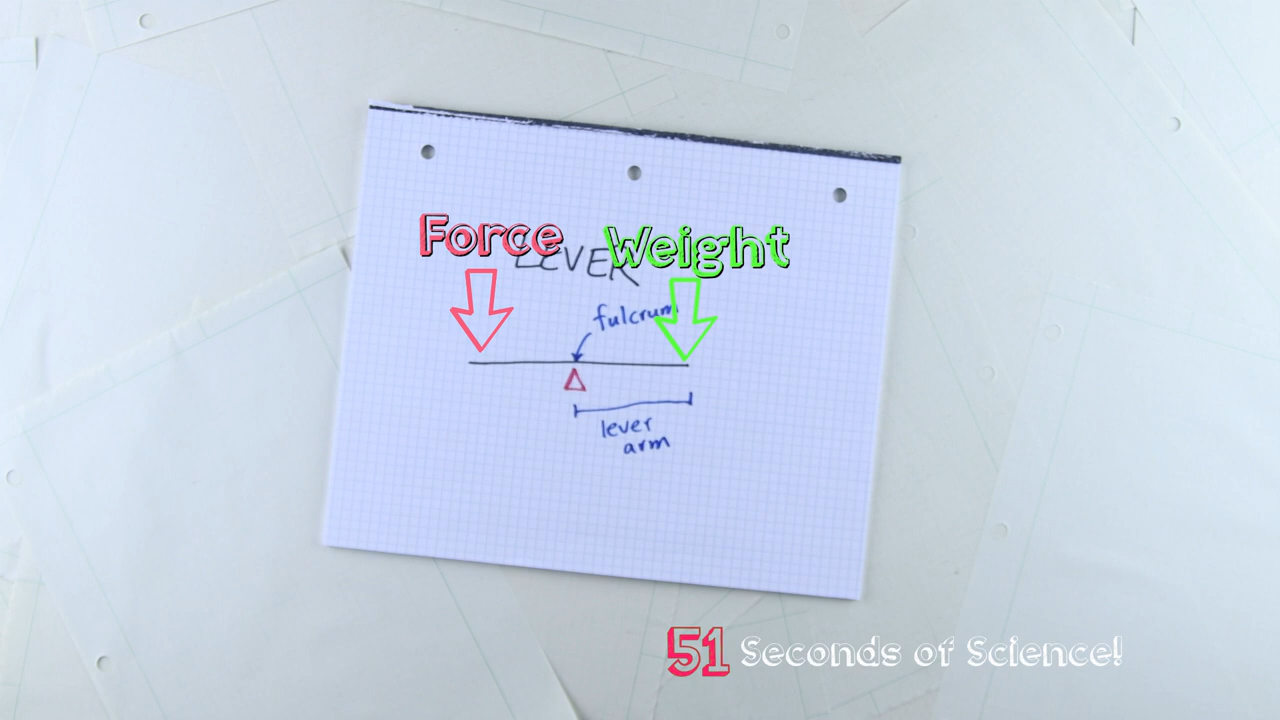 Force Weight
LEVER
fulcrum
lever
arm
51 Seconds of Science!